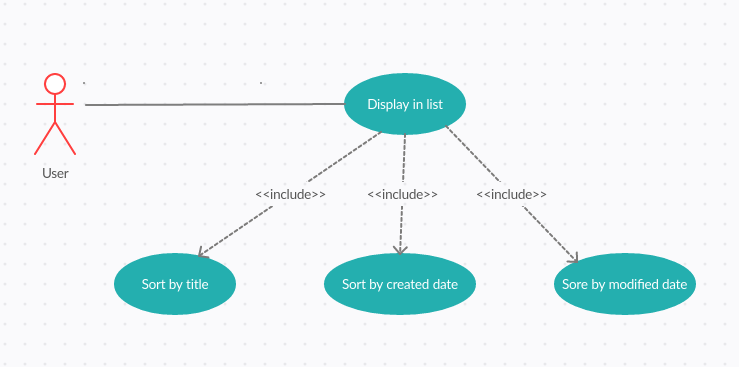 Display in list
User
<<include>>
<<include>>
<<include>>
Sort by title
Sort by created date
Sore by modified date